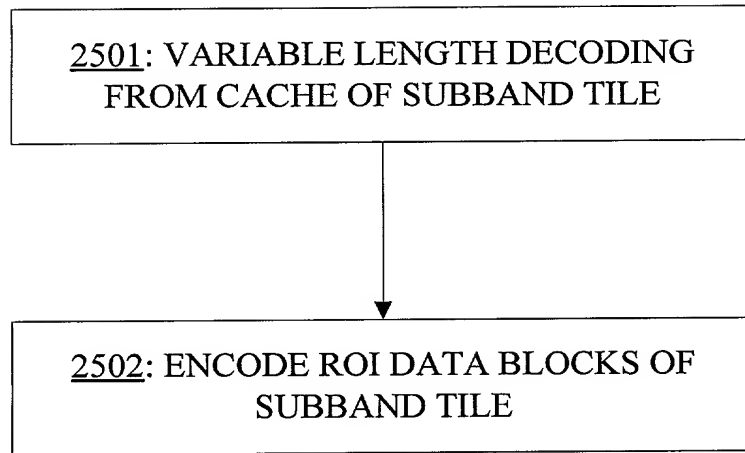 2501: VARIABLE LENGTH DECODING
FROM CACHE OF SUBBAND TILE
2502: ENCODE ROI DATA BLOCKS OF
SUBBAND TILE